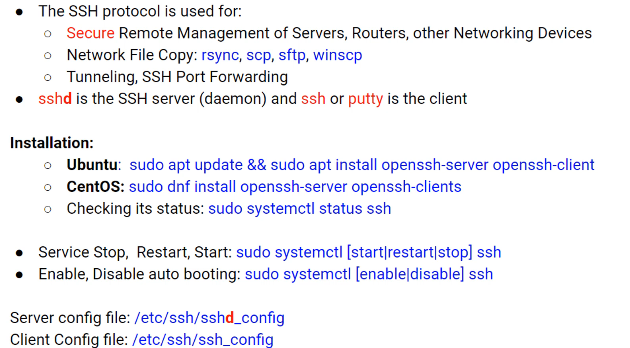 ● The SSH protocol is used for:
○ Secure Remote Management of Servers, Routers, other Networking Devices
○ Network File Copy: rsync, scp, sftp, winscp
○ Tunneling, SSH Port Forwarding
● sshd is the SSH server (daemon) and ssh or putty is the client
Installation:
○ Ubuntu: sudo apt update && sudo apt install openssh-server openssh-client
○ CentOS: sudo dnf install openssh-server openssh-clients
○ Checking its status: sudo systemctl status ssh
● Service Stop, Restart, Start: sudo systemctl [start|restart|stop] ssh
● Enable, Disable auto booting: sudo systemctl [enable|disable] ssh
Server config file: /etc/ssh/sshd_config
Client Config file: /etc/ssh/ssh_config